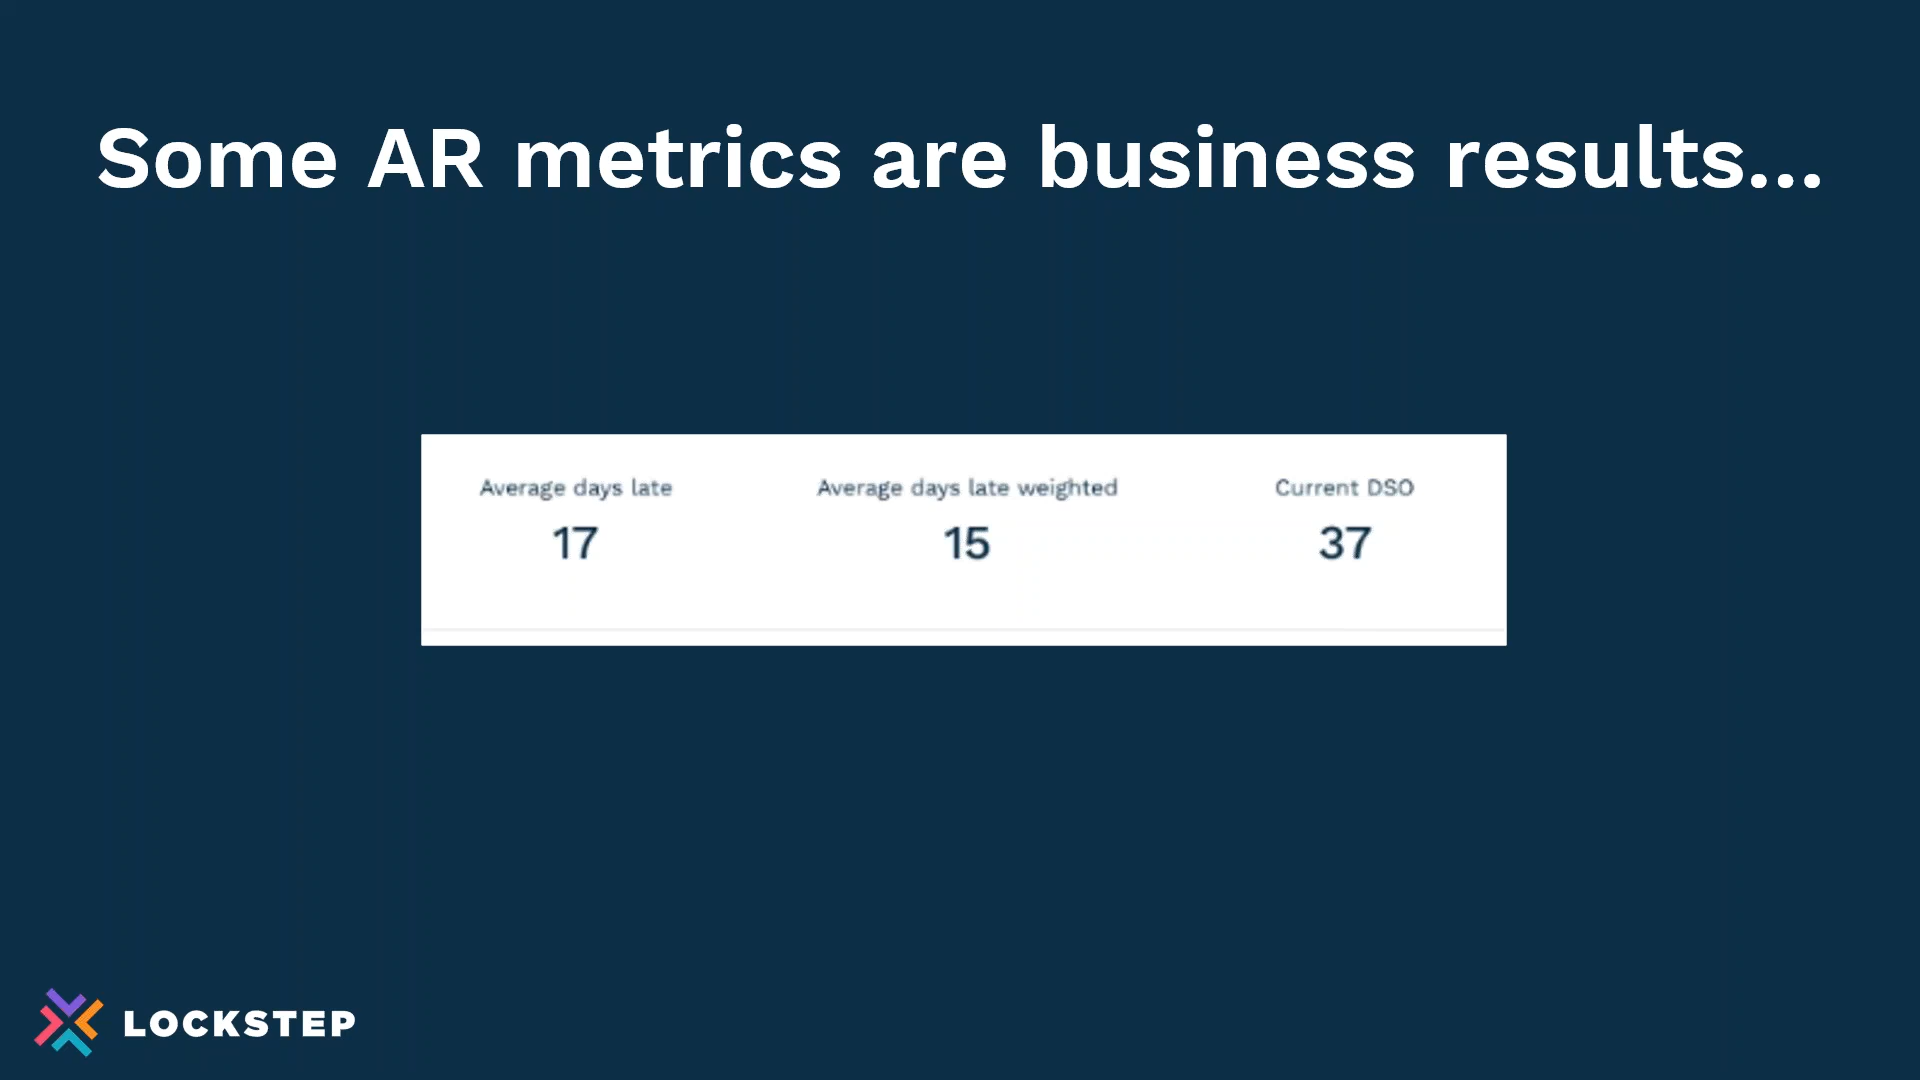 Some AR metrics are business results...
Average days late
Average days late weighted
Current DSO
17
15
37
LOCKSTEP